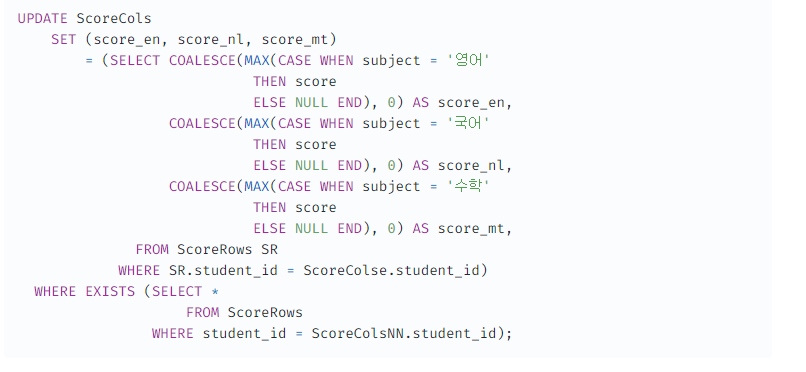 UPDATE ScoreCols
SET (score_en, score_nl, score_mt)
= (SELECT COALESCE(MAX(CASE WHEN subject = '영어'
THEN score
ELSE NULL END), 0) AS score_en,
COALESCE(MAX(CASE WHEN subject = '국어'
THEN score
ELSE NULL END), 0) AS score_nl,
COALESCE(MAX(CASE WHEN subject = '수학'
THEN score
ELSE NULL END), 0) AS score_mt,
FROM ScoreRows SR
WHERE SR.student_id = ScoreColse.student_id)
WHERE EXISTS (SELECT *
FROM ScoreRows
WHERE student_id = ScoreColsNN.student_id);